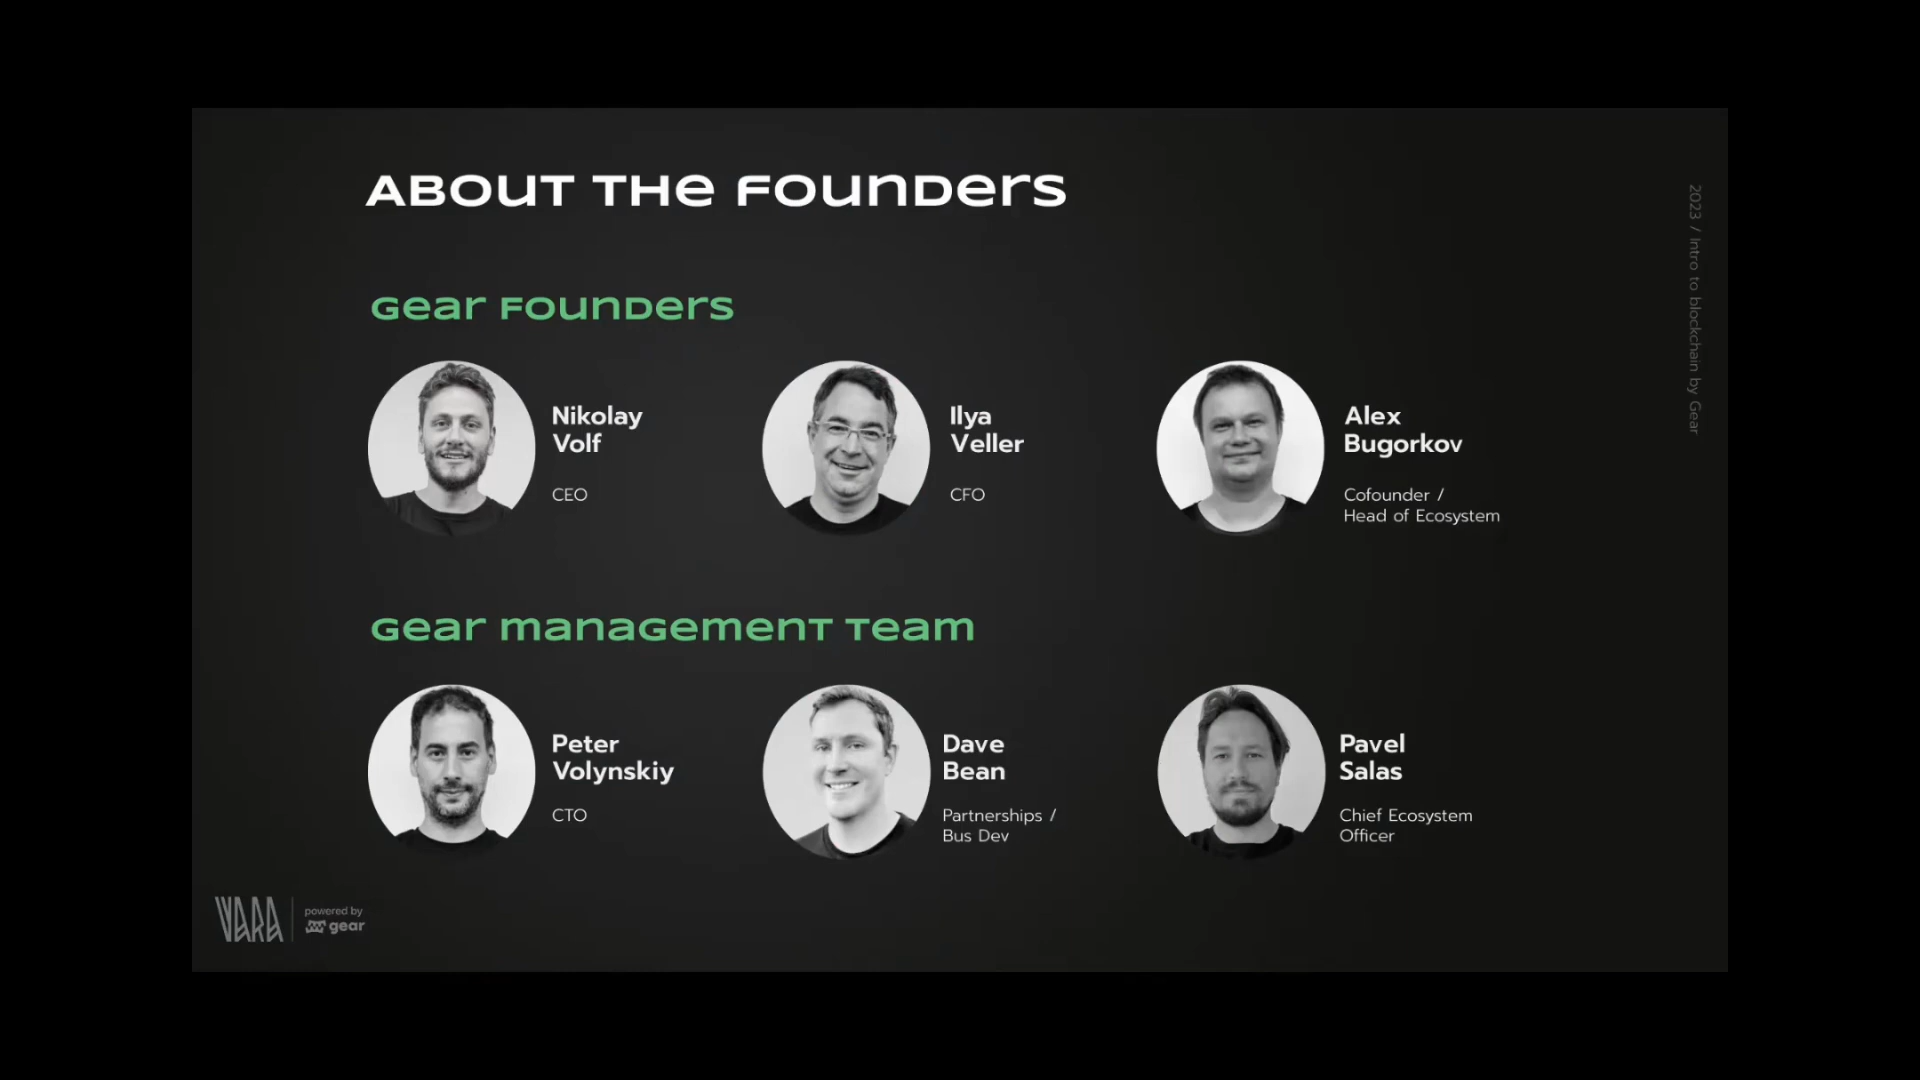 ABOUT THE FOUNDERS
Gear Founders
Nikolay
Volf
CEO
Ilya
Veller
CFO
Alex
Bugorkov
Cofounder /
Head of Ecosystem
Gear Management Team
Peter
Volynskiy
CTO
Dave
Bean
Partnerships /
Bus Dev
Pavel
Salas
Chief Ecosystem
Officer
VARA
powered by
gear
2023 / Intro to blockchain by Gear